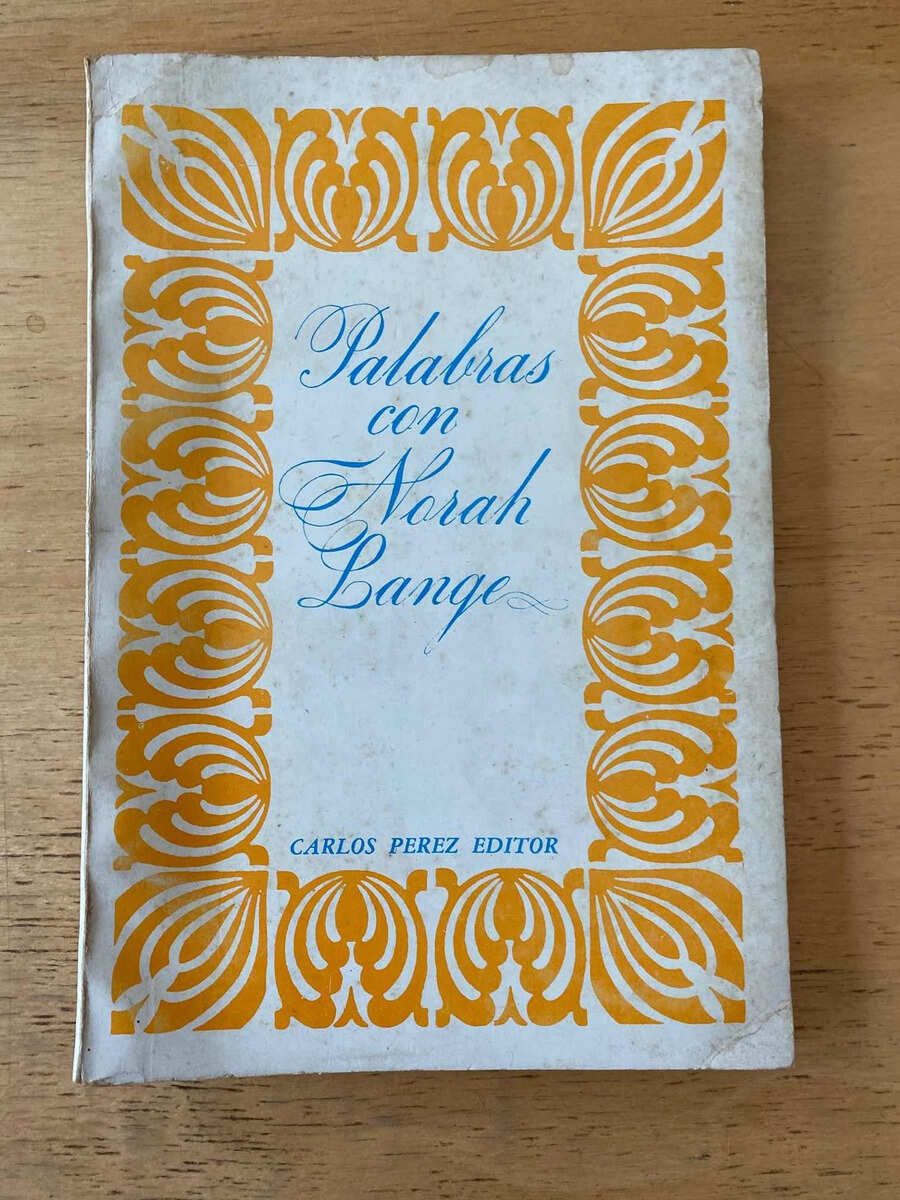 Palabras
con
Norah
Lange
CARLOS PEREZ EDITOR